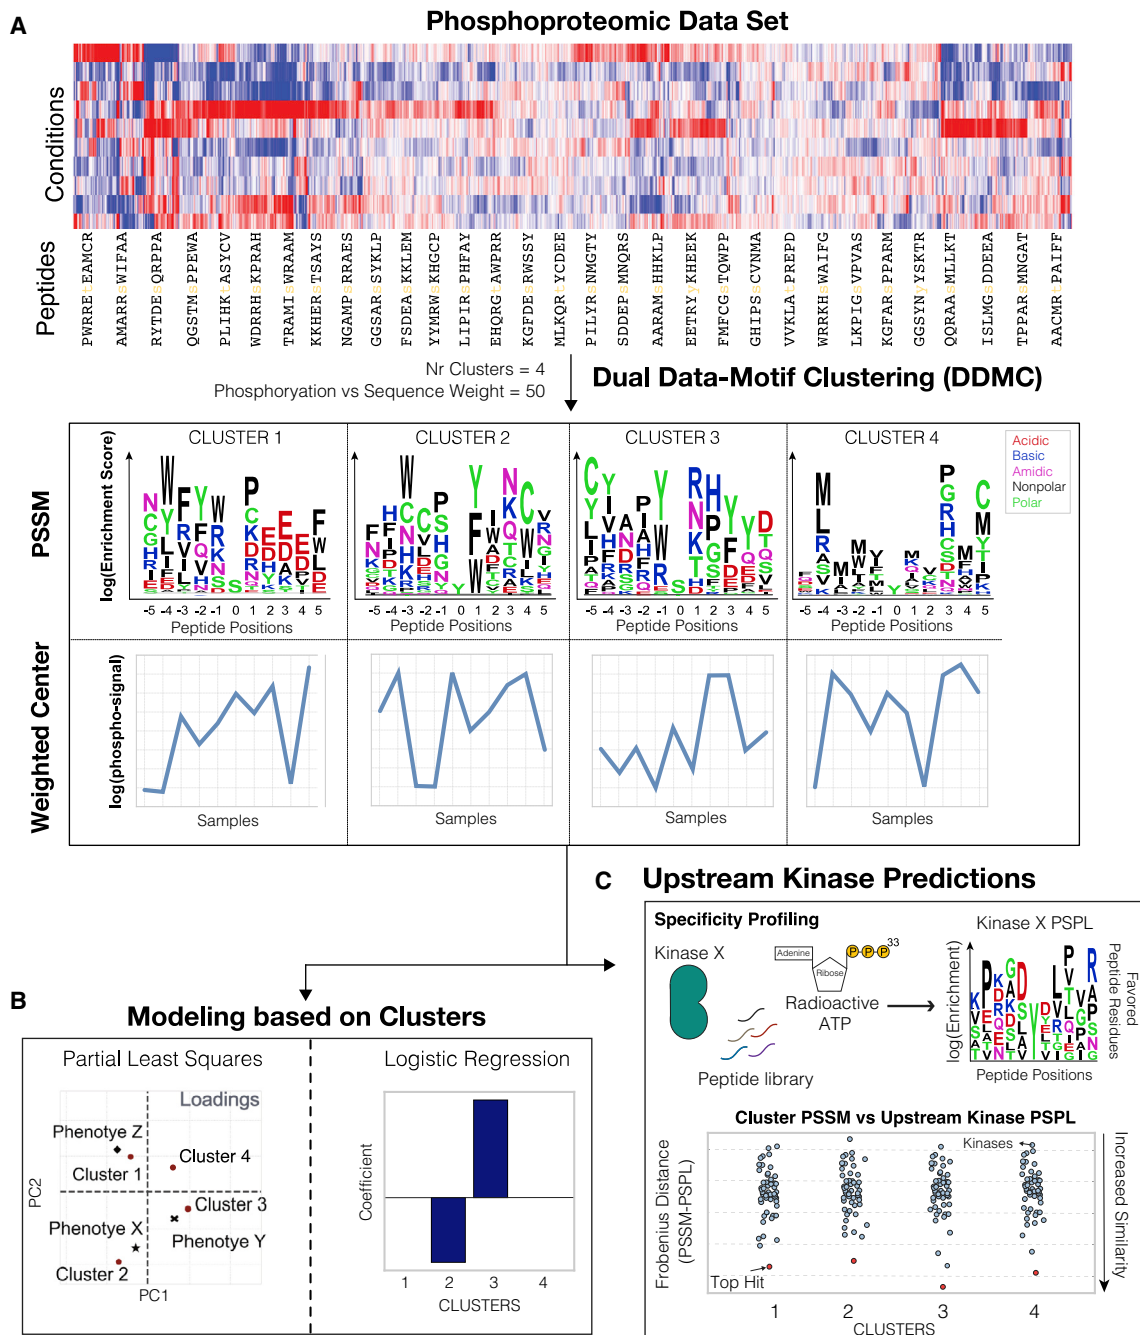 A
Phosphoproteomic Data Set
Conditions
Peptides
PWRREtEAMCR
AMARRsWIFAA
RYTDEsQRPPA
QGSTMsPPEWA
PLIHKtASYCV
WDRRHsKPRAH
TRAMIsWRAAM
KKHERsTSAYS
NGAMPsRRAES
GGSARsSYKLP
FSDEAsKKLEM
YYMRWsKHGCP
LIPIRsPHFAY
EHQRGtAWPRR
KGFDEsRWSSY
MLKQRtYCDEE
PILYRsNMGTY
SDDEPsMNQRS
AARAMsHHKLP
EETRYyKHEEK
FMFCGsTQWPP
GHIPSsCVNMA
VVKLAtPREPD
WRRKHsWAIFG
LKPIGsVPVAS
KGFARsTPARM
GGSYNyYSKTR
QQRAAsMLLKT
ISLMGsDDEEA
TPPARsMNGAT
AACMRtPAIFF
Nr Clusters = 4
Phosphoryation vs Sequence Weight = 50
Dual Data-Motif Clustering (DDMC)
CLUSTER 1
CLUSTER 2
CLUSTER 3
CLUSTER 4
Acidic
Basic
Amidic
Nonpolar
Polar
PSSM
log(Enrichment Score)
-5 -4 -3 -2 -1 0 1 2 3 4 5
-5 -4 -3 -2 -1 0 1 2 3 4 5
-5 -4 -3 -2 -1 0 1 2 3 4 5
-5 -4 -3 -2 -1 0 1 2 3 4 5
Peptide Positions
Peptide Positions
Peptide Positions
Peptide Positions
Weighted Center
log(phospho-signal)
Samples
Samples
Samples
Samples
B
Modeling based on Clusters
Partial Least Squares
Loadings
Phenotye Z
Cluster 1
Cluster 4
Cluster 3
Phenotye X
Phenotye Y
Cluster 2
PC2
PC1
Logistic Regression
Coefficient
1 2 3 4
CLUSTERS
C
Upstream Kinase Predictions
Specificity Profiling
Kinase X
Adenine
Ribose
P P P 33
Radioactive
ATP
Peptide library
Kinase X PSPL
log(Enrichment)
Favored
Peptide Residues
Peptide Positions
Cluster PSSM vs Upstream Kinase PSPL
Frobenius Distance
(PSSM-PSPL)
Kinases
Top Hit
Increased Similarity
1 2 3 4
CLUSTERS